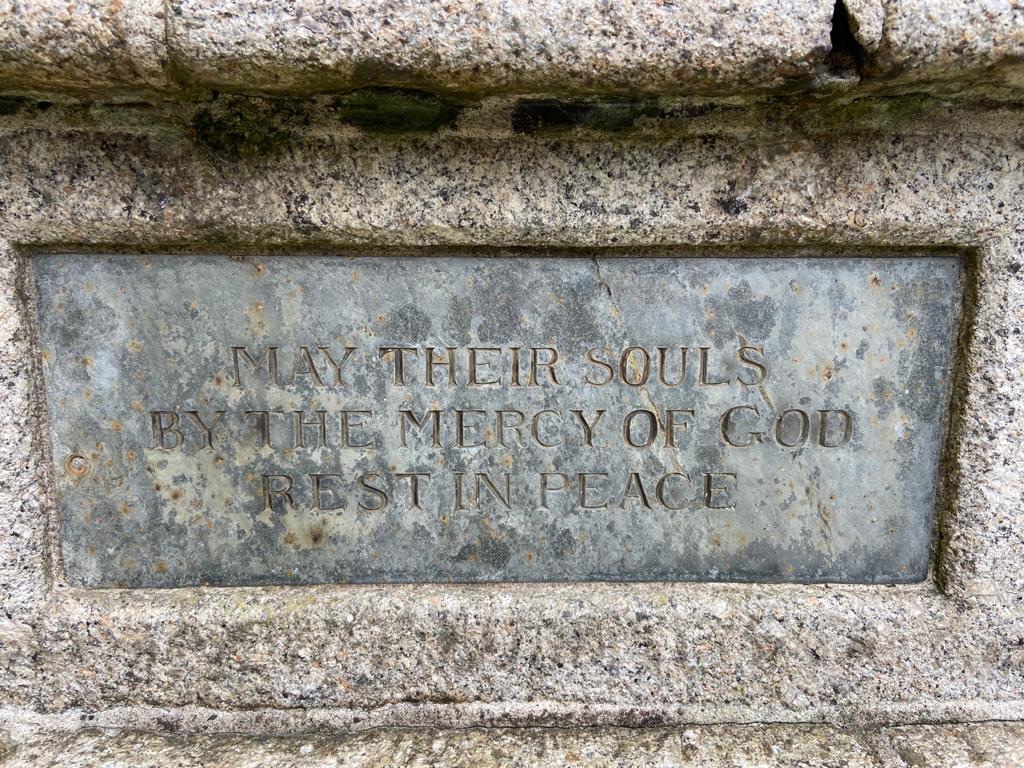 MAY THEIR SOULS
BY THE MERCY OF GOD
REST IN PEACE